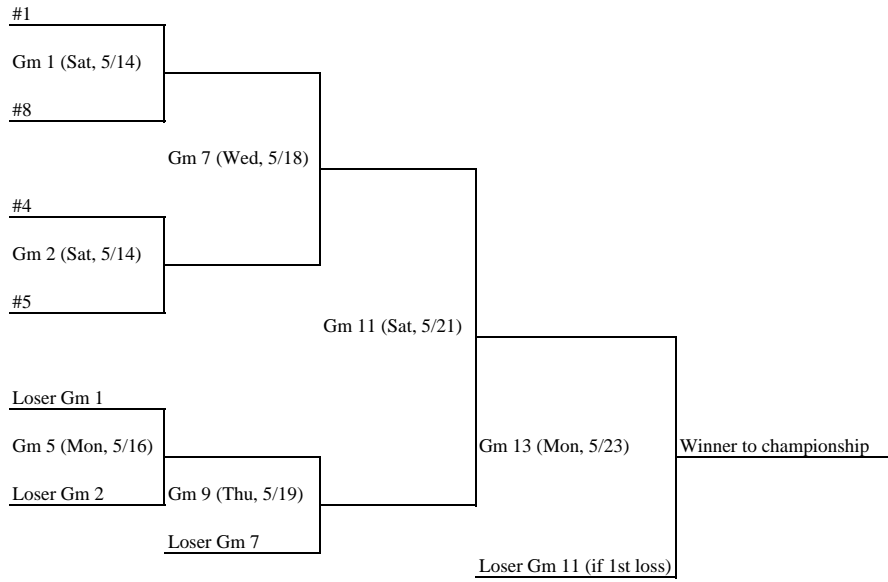 #1
Gm 1 (Sat, 5/14)
#8
Gm 7 (Wed, 5/18)
#4
Gm 2 (Sat, 5/14)
#5
Gm 11 (Sat, 5/21)
Loser Gm 1
Gm 5 (Mon, 5/16)
Gm 13 (Mon, 5/23)
Winner to championship
Loser Gm 2
Gm 9 (Thu, 5/19)
Loser Gm 7
Loser Gm 11 (if 1st loss)